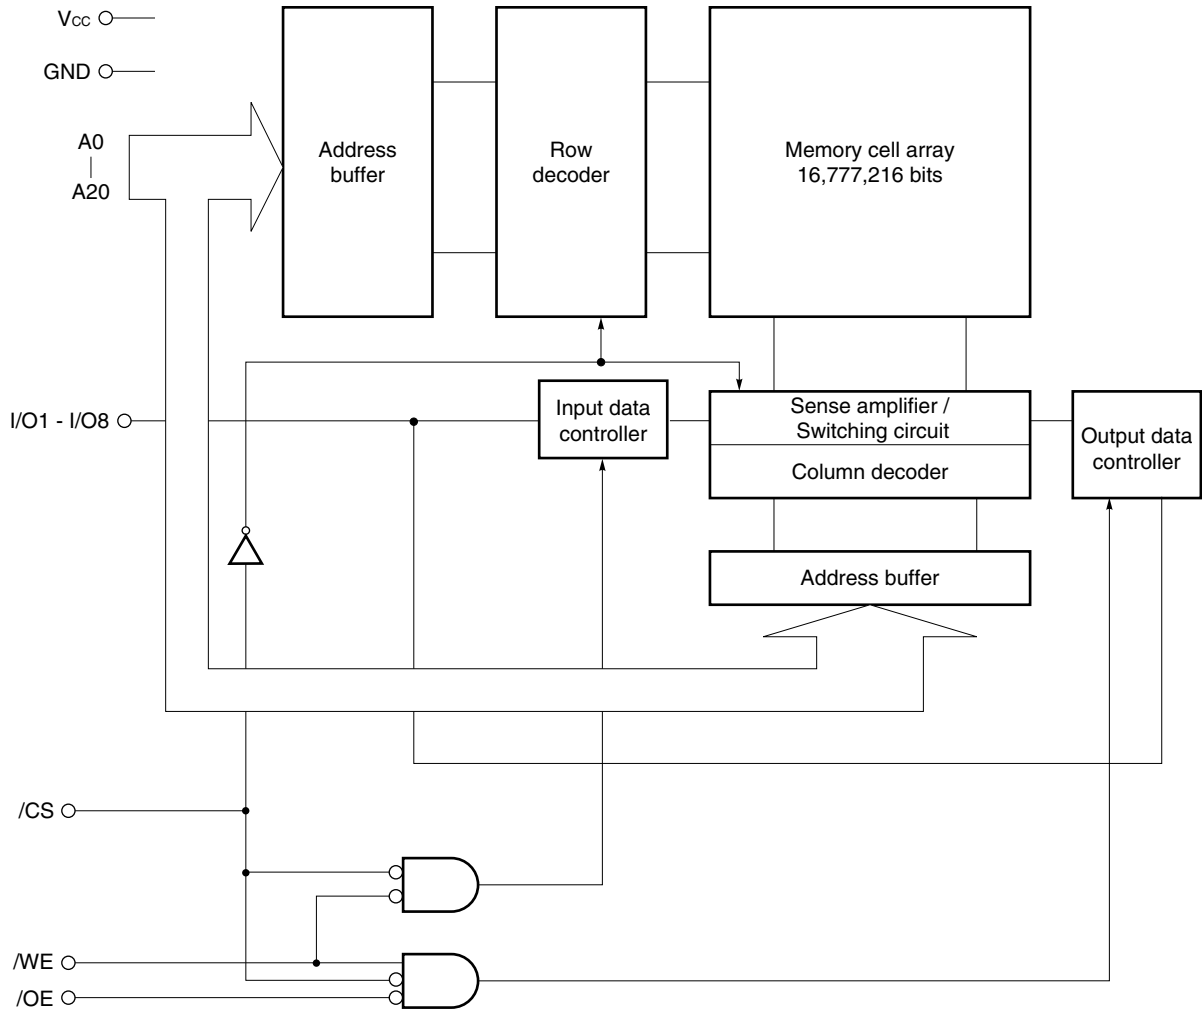 VCC
GND
A0
A20
Address
buffer
Row
decoder
Memory cell array
16,777,216 bits
I/O1 - I/O8
Input data
controller
Sense amplifier /
Switching circuit
Column decoder
Output data
controller
Address buffer
/CS
/WE
/OE